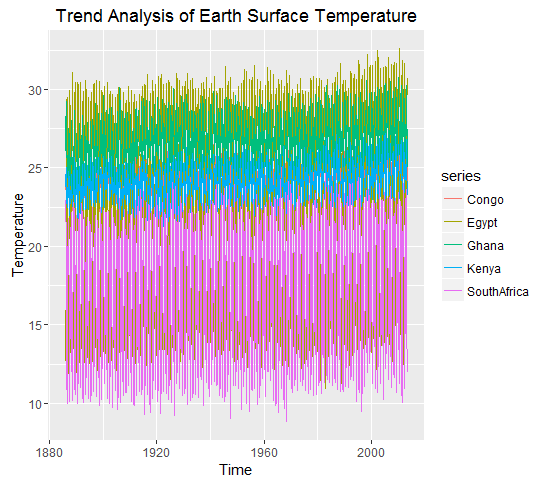 Trend Analysis of Earth Surface Temperature
30
25
20
15
10
Temperature
1880
1920
1960
2000
Time
series
Congo
Egypt
Ghana
Kenya
SouthAfrica